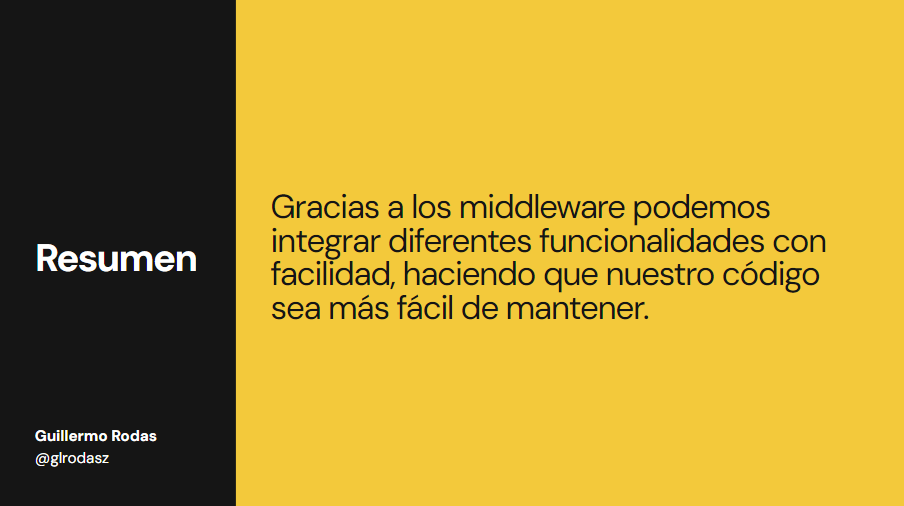 Resumen
Guillermo Rodas
@glrodasz
Gracias a los middleware podemos
integrar diferentes funcionalidades con
facilidad, haciendo que nuestro código
sea más fácil de mantener.